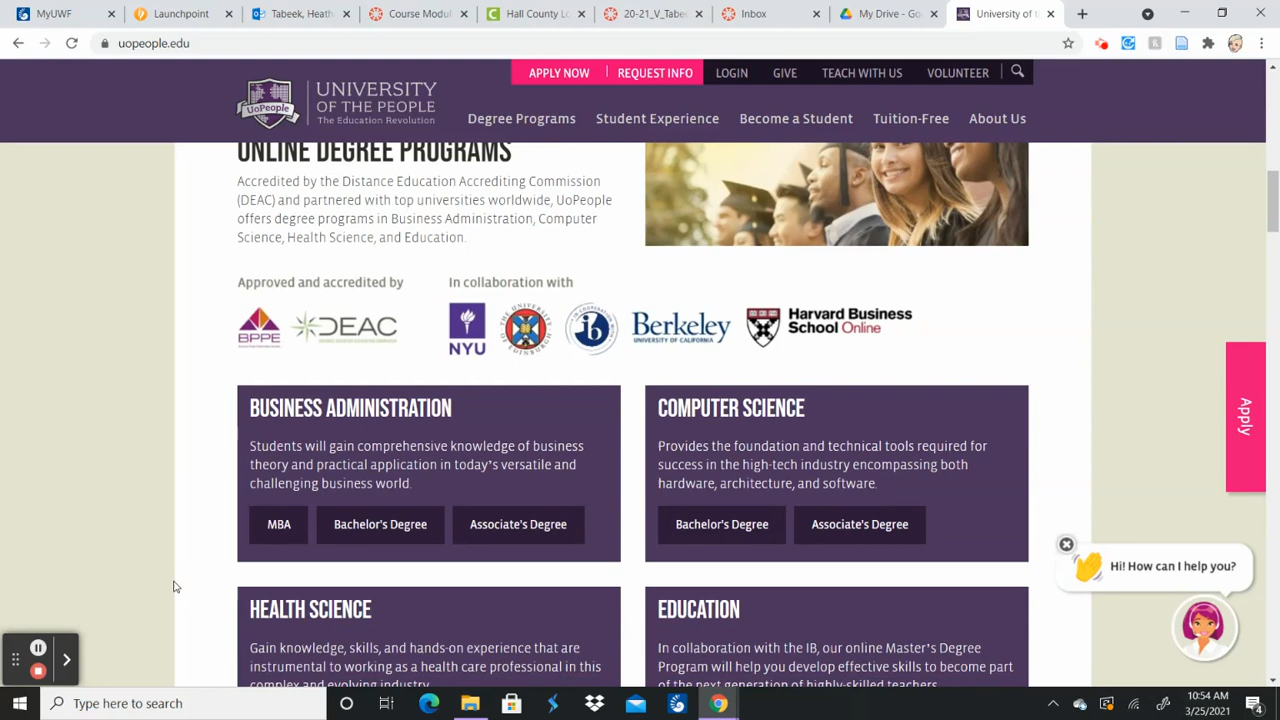 MyUWF
Launchpoint
Tabeek, Heath
Course Modul
Hall County Lo
20-21_V_Tabe
Inbox
My Drive - Go
University of t
uopeople.edu
APPLY NOW
REQUEST INFO
LOGIN
GIVE
TEACH WITH US
VOLUNTEER
UoPeople
UNIVERSITY
OF THE PEOPLE
The Education Revolution
Degree Programs
Student Experience
Become a Student
Tuition-Free
About Us
ONLINE DEGREE PROGRAMS
Accredited by the Distance Education Accrediting Commission
(DEAC) and partnered with top universities worldwide, UoPeople
offers degree programs in Business Administration, Computer
Science, Health Science, and Education.
Approved and accredited by
In collaboration with
BPPE
DEAC
NYU
ib
Berkeley
UNIVERSITY OF CALIFORNIA
Harvard Business
School Online
BUSINESS ADMINISTRATION
Students will gain comprehensive knowledge of business
theory and practical application in today's versatile and
challenging business world.
MBA
Bachelor's Degree
Associate's Degree
COMPUTER SCIENCE
Provides the foundation and technical tools required for
success in the high-tech industry encompassing both
hardware, architecture, and software.
Bachelor's Degree
Associate's Degree
Apply
Hi! How can I help you?
HEALTH SCIENCE
Gain knowledge, skills, and hands-on experience that are
instrumental to working as a health care professional in this
complex and evolving industry.
EDUCATION
In collaboration with the IB, our online Master's Degree
Program will help you develop effective skills to become part
of the next generation of highly-skilled teachers.
Type here to search
10:54 AM
3/25/2021
4